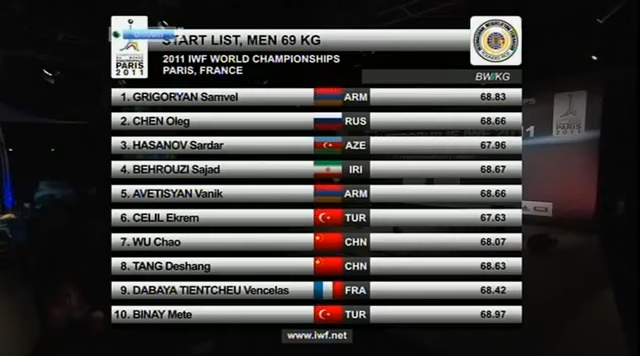 START LIST, MEN 69 KG
2011 IWF WORLD CHAMPIONSHIPS
PARIS, FRANCE
PARIS
2011
BW/KG
1. GRIGORYAN Samvel ARM 68.83
2. CHEN Oleg RUS 68.66
3. HASANOV Sardar AZE 67.96
4. BEHROUZI Sajad IRI 68.67
5. AVETISYAN Vanik ARM 68.66
6. CELIL Ekrem TUR 67.63
7. WU Chao CHN 68.07
8. TANG Deshang CHN 68.63
9. DABAYA TIENTCHEU Vencelas FRA 68.42
10. BINAY Mete TUR 68.97
www.iwf.net